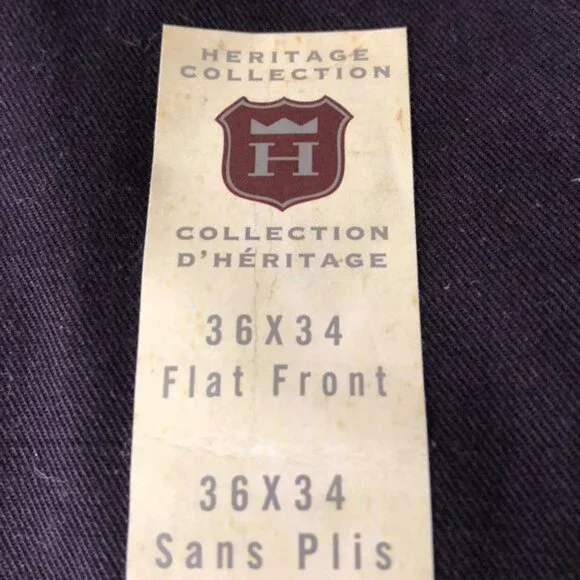 HERITAGE
COLLECTION
H
COLLECTION
D'HÉRITAGE
36X34
Flat Front
36X34
Sans Plis